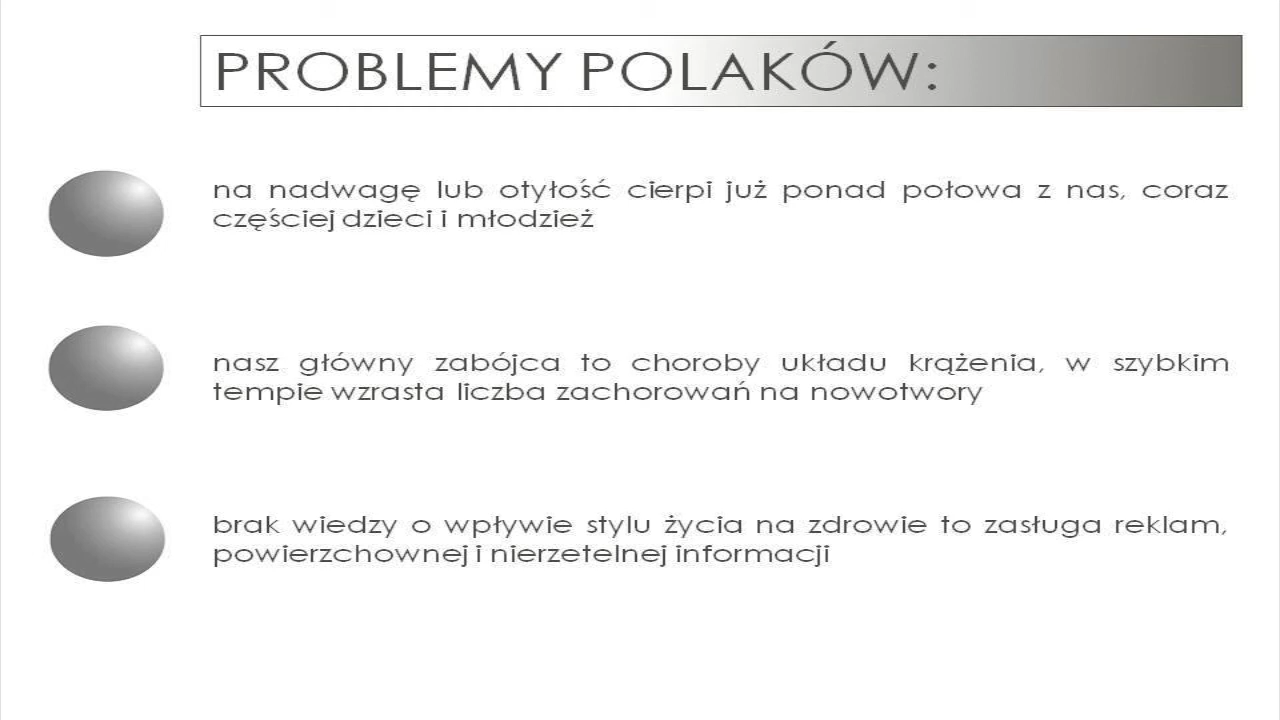 PROBLEMY POLAKÓW:
na nadwagę lub otyłość cierpi już ponad połowa z nas, coraz
częściej dzieci i młodzież
nasz główny zabójca to choroby układu krążenia, w szybkim
tempie wzrasta liczba zachorowań na nowotwory
brak wiedzy o wpływie stylu życia na zdrowie to zasługa reklam,
powierzchownej i nierzetelnej informacji